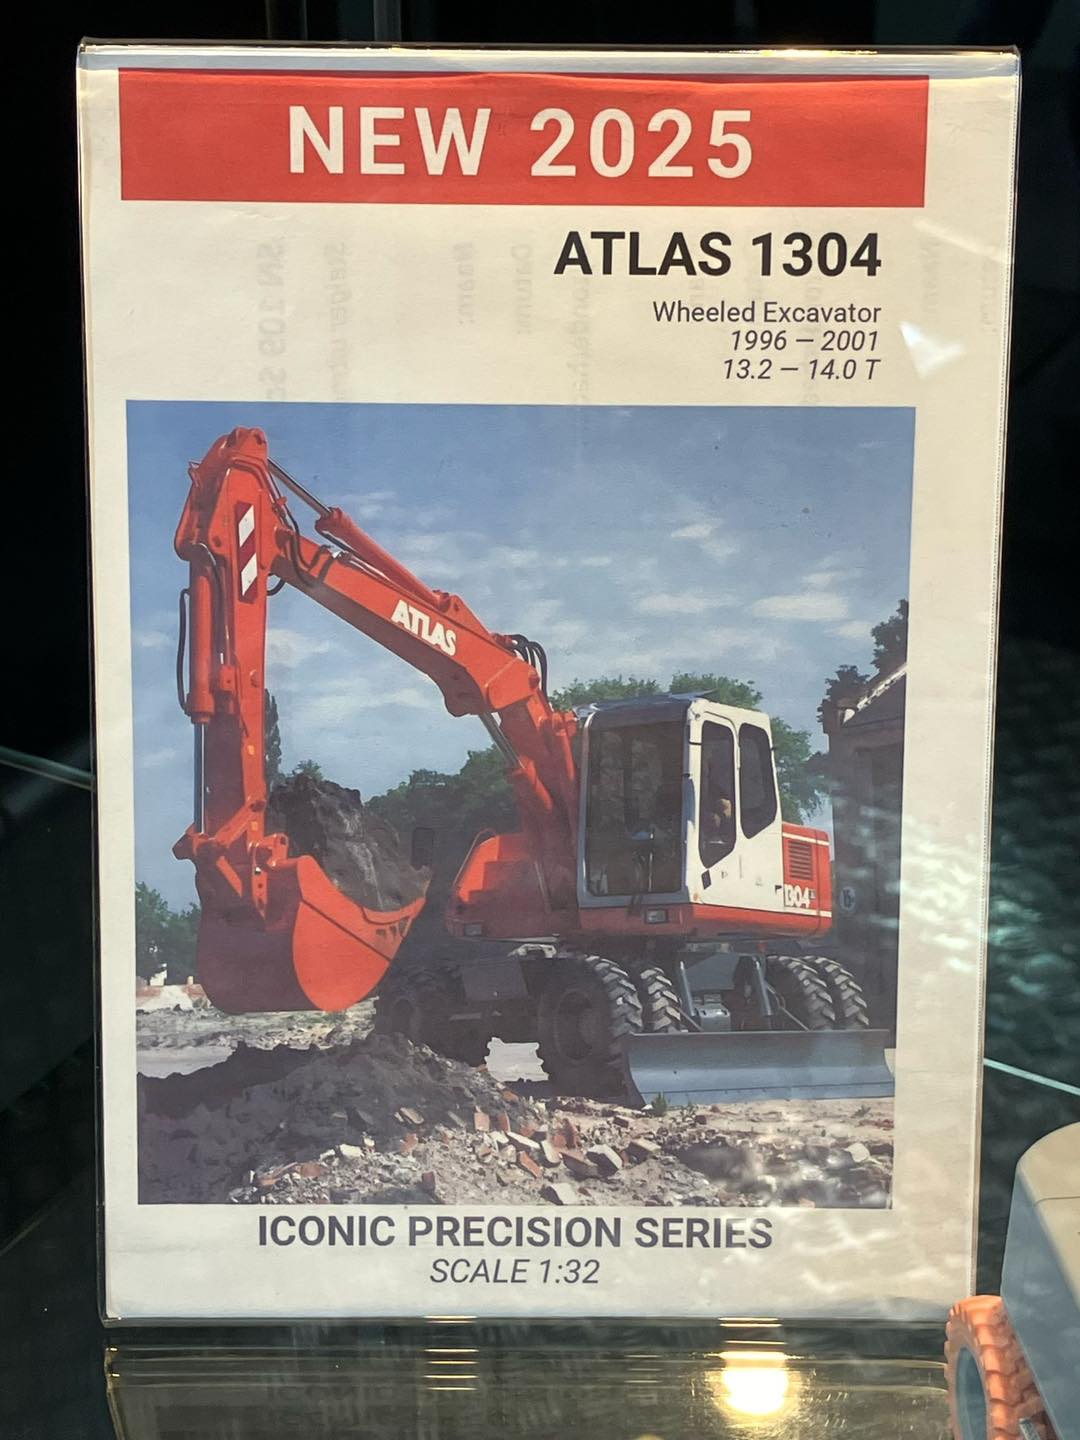 NEW 2025
ATLAS 1304
Wheeled Excavator
1996 – 2001
13.2 – 14.0 T
ATLAS
1304
ICONIC PRECISION SERIES
SCALE 1:32